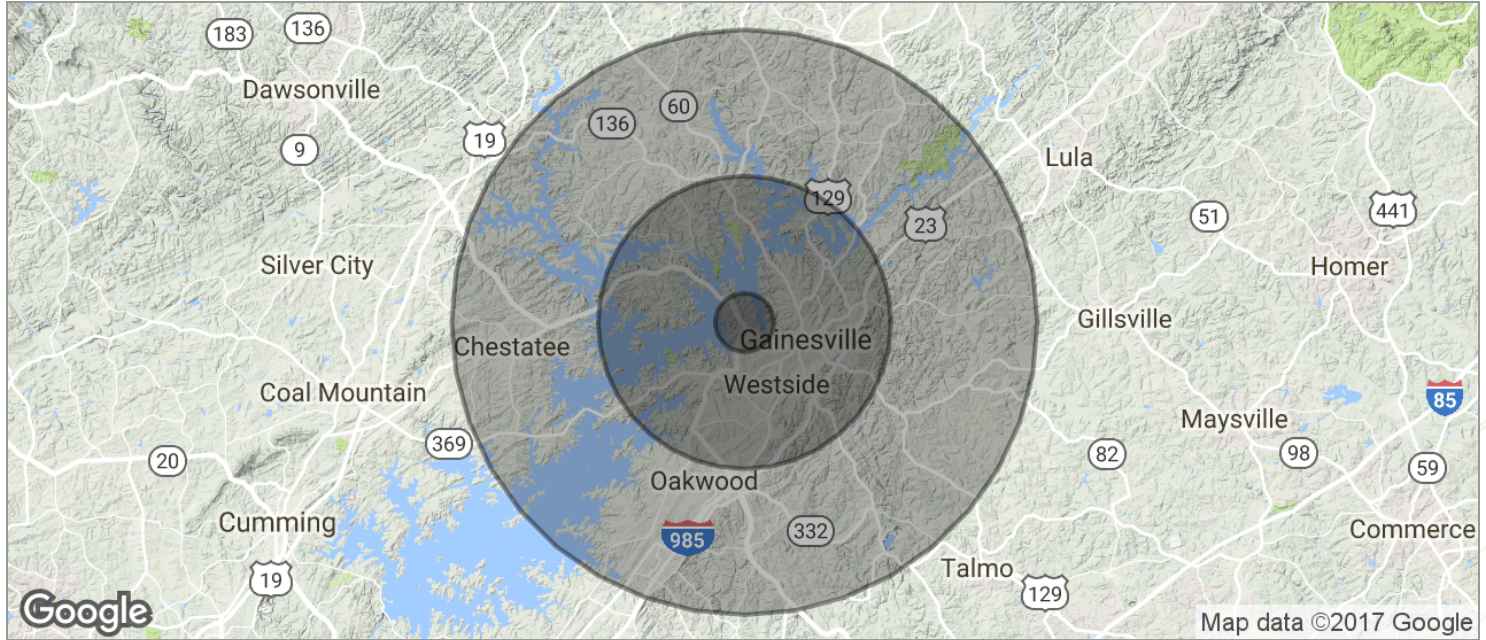 183
136
Dawsonville
60
136
19
9
Lula
129
51
441
23
Silver City
Homer
Gillsville
Gainesville
Chestatee
Westside
Coal Mountain
85
Maysville
369
20
82
98
59
Oakwood
Cumming
332
Commerce
985
Talmo
19
129
Google
Map data ©2017 Google